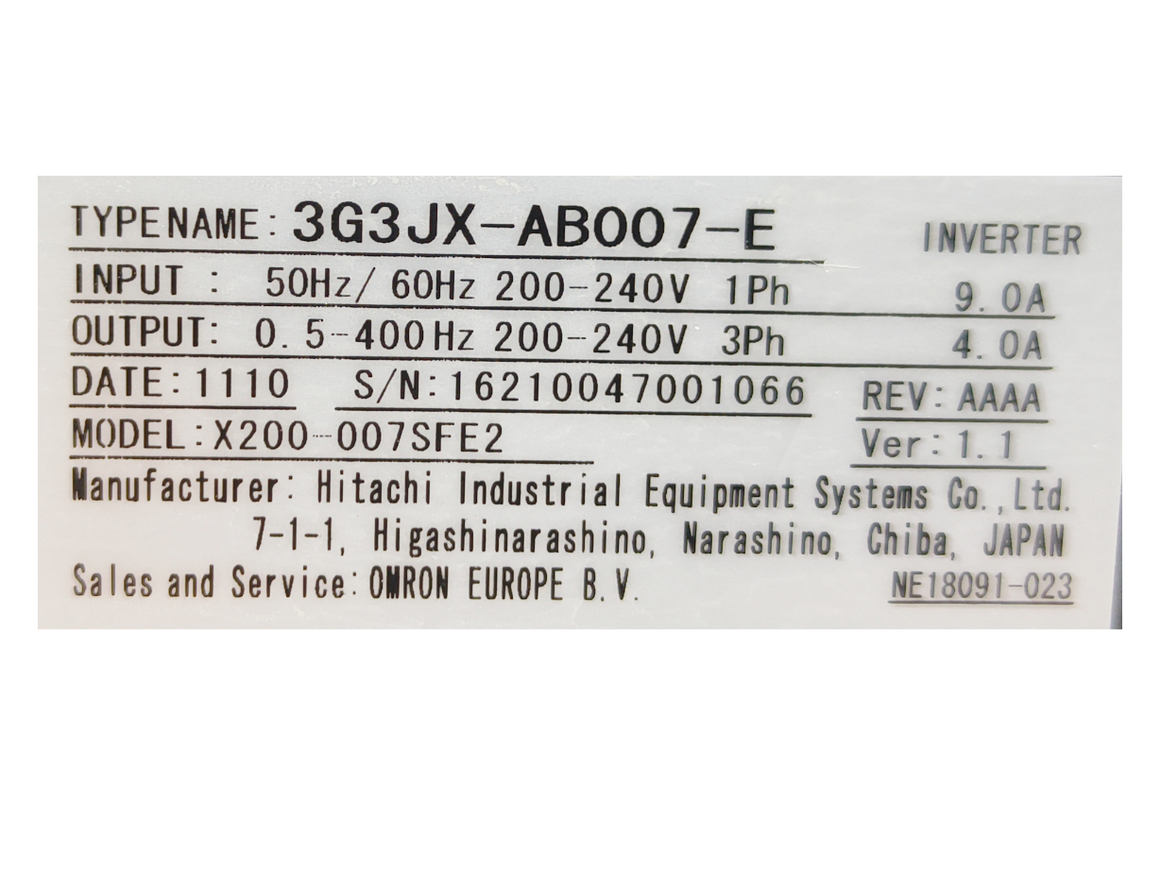 TYPE NAME: 3G3JX-AB007-E INVERTER
INPUT : 50Hz/ 60Hz 200-240V 1Ph 9.0A
OUTPUT: 0.5-400Hz 200-240V 3Ph 4.0A
DATE: 1110 S/N: 16210047001066 REV: AAAA
MODEL: X200-007SFE2 Ver: 1.1
Manufacturer: Hitachi Industrial Equipment Systems Co.,Ltd.
7-1-1, Higashinarashino, Narashino, Chiba, JAPAN
Sales and Service: OMRON EUROPE B.V. NE18091-023